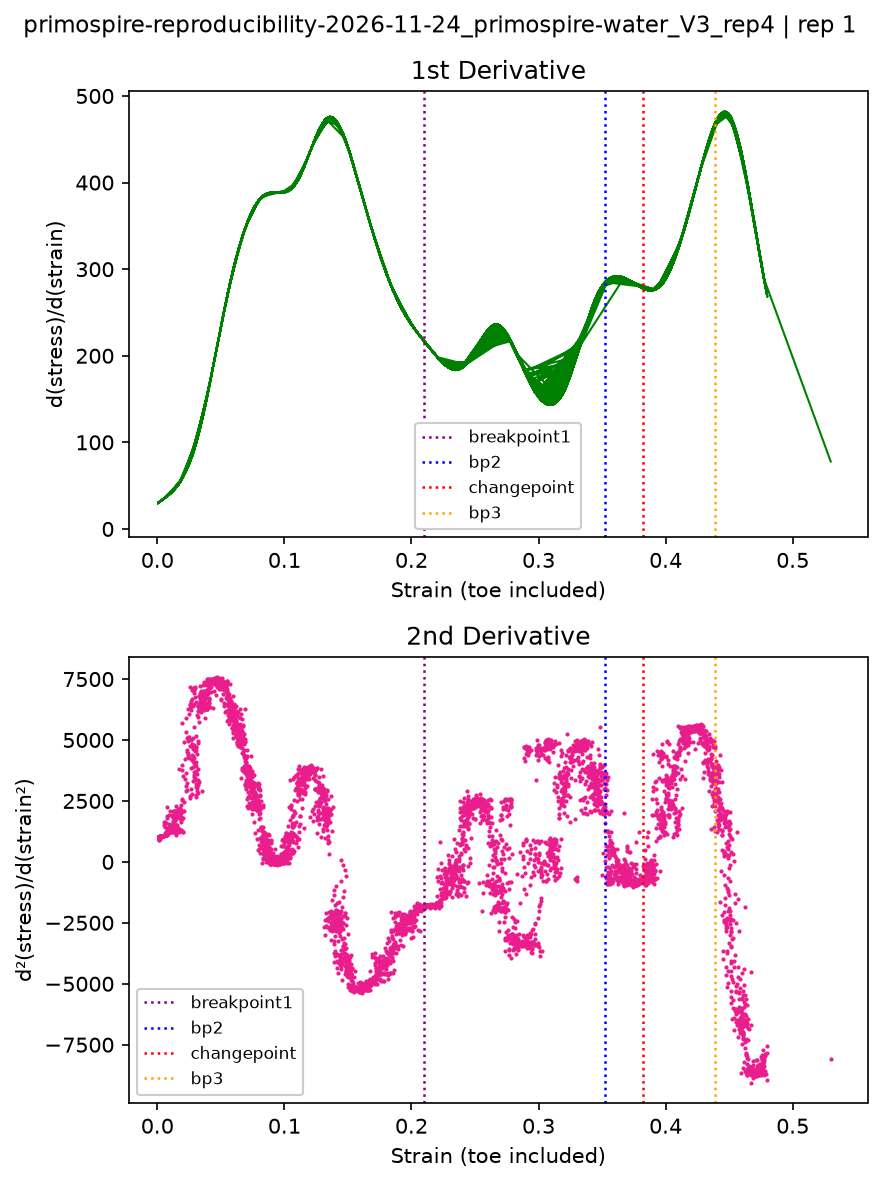 primospire-reproducibility-2026-11-24_primospire-water_V3_rep4 | rep 1
1st Derivative
500
400
300
200
100
0
d(stress)/d(strain)
breakpoint1
bp2
changepoint
bp3
0.0 0.1 0.2 0.3 0.4 0.5
Strain (toe included)
2nd Derivative
7500
5000
2500
0
−2500
−5000
−7500
d²(stress)/d(strain²)
breakpoint1
bp2
changepoint
bp3
0.0 0.1 0.2 0.3 0.4 0.5
Strain (toe included)